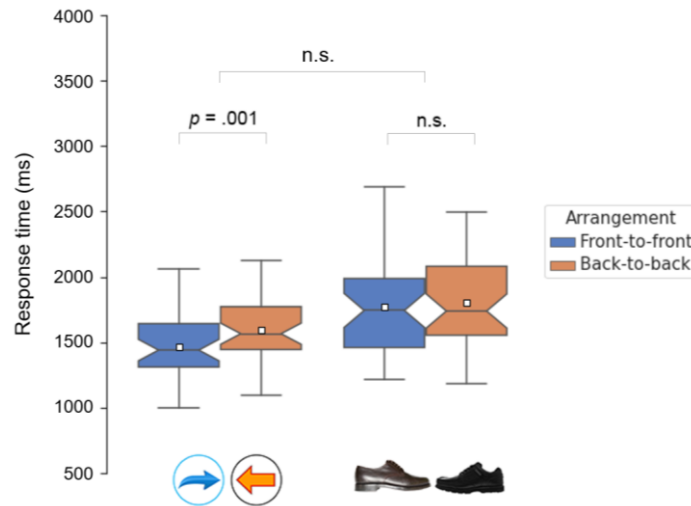 4000
n.s.
3500
p = .001
n.s.
3000
Response time (ms)
2500
Arrangement
Front-to-front
Back-to-back
2000
1500
1000
500